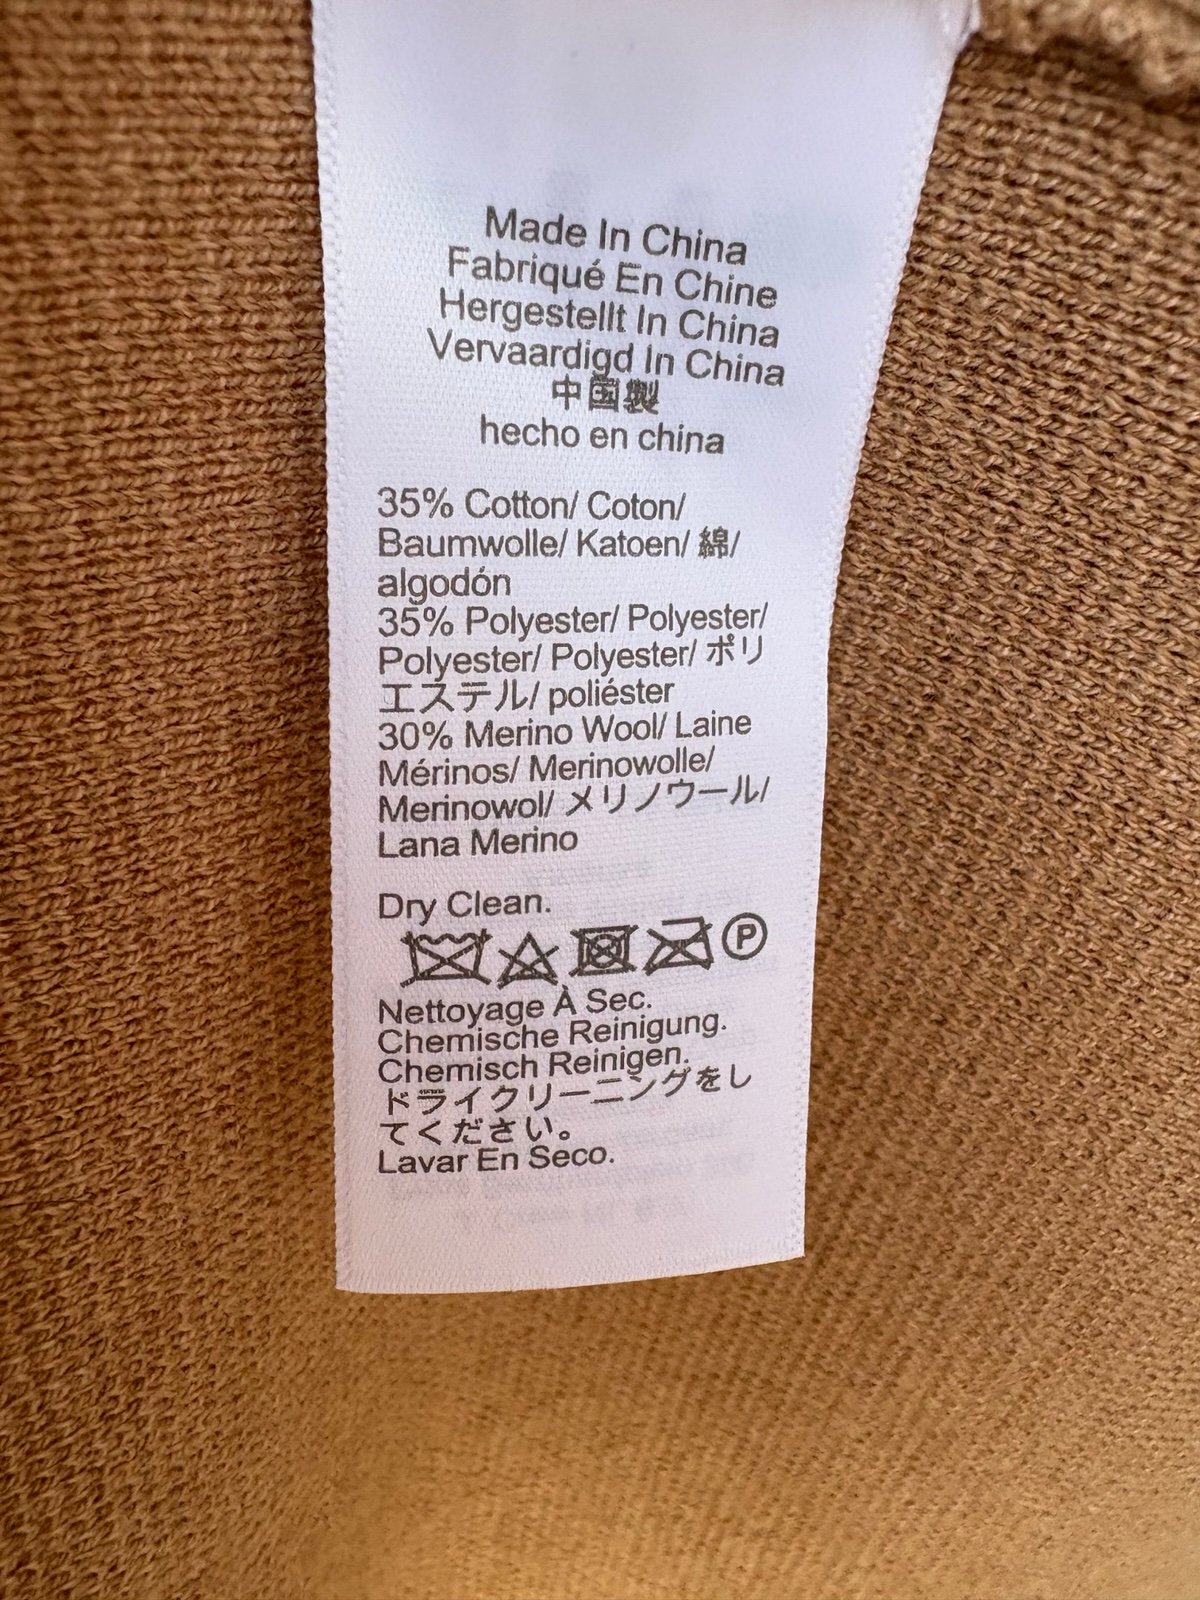 Made In China
Fabriqué En Chine
Hergestellt In China
Vervaardigd In China
中国製
hecho en china
35% Cotton/ Coton/
Baumwolle/ Katoen/ 綿/
algodón
35% Polyester/ Polyester/
Polyester/ Polyester/ ポリ
エステル/ poliéster
30% Merino Wool/ Laine
Mérinos/ Merinowolle/
Merinowol/ メリノウール/
Lana Merino
Dry Clean.
P
Nettoyage À Sec.
Chemische Reinigung.
Chemisch Reinigen.
ドライクリーニングをし
てください。
Lavar En Seco.